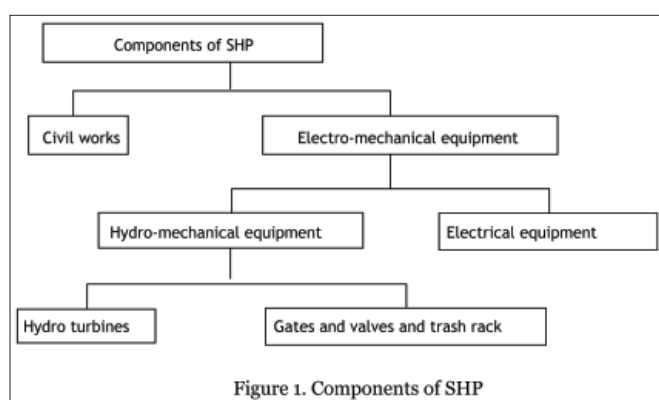 Components of SHP
Civil works
Electro-mechanical equipment
Hydro-mechanical equipment
Electrical equipment
Hydro turbines
Gates and valves and trash rack
Figure 1. Components of SHP